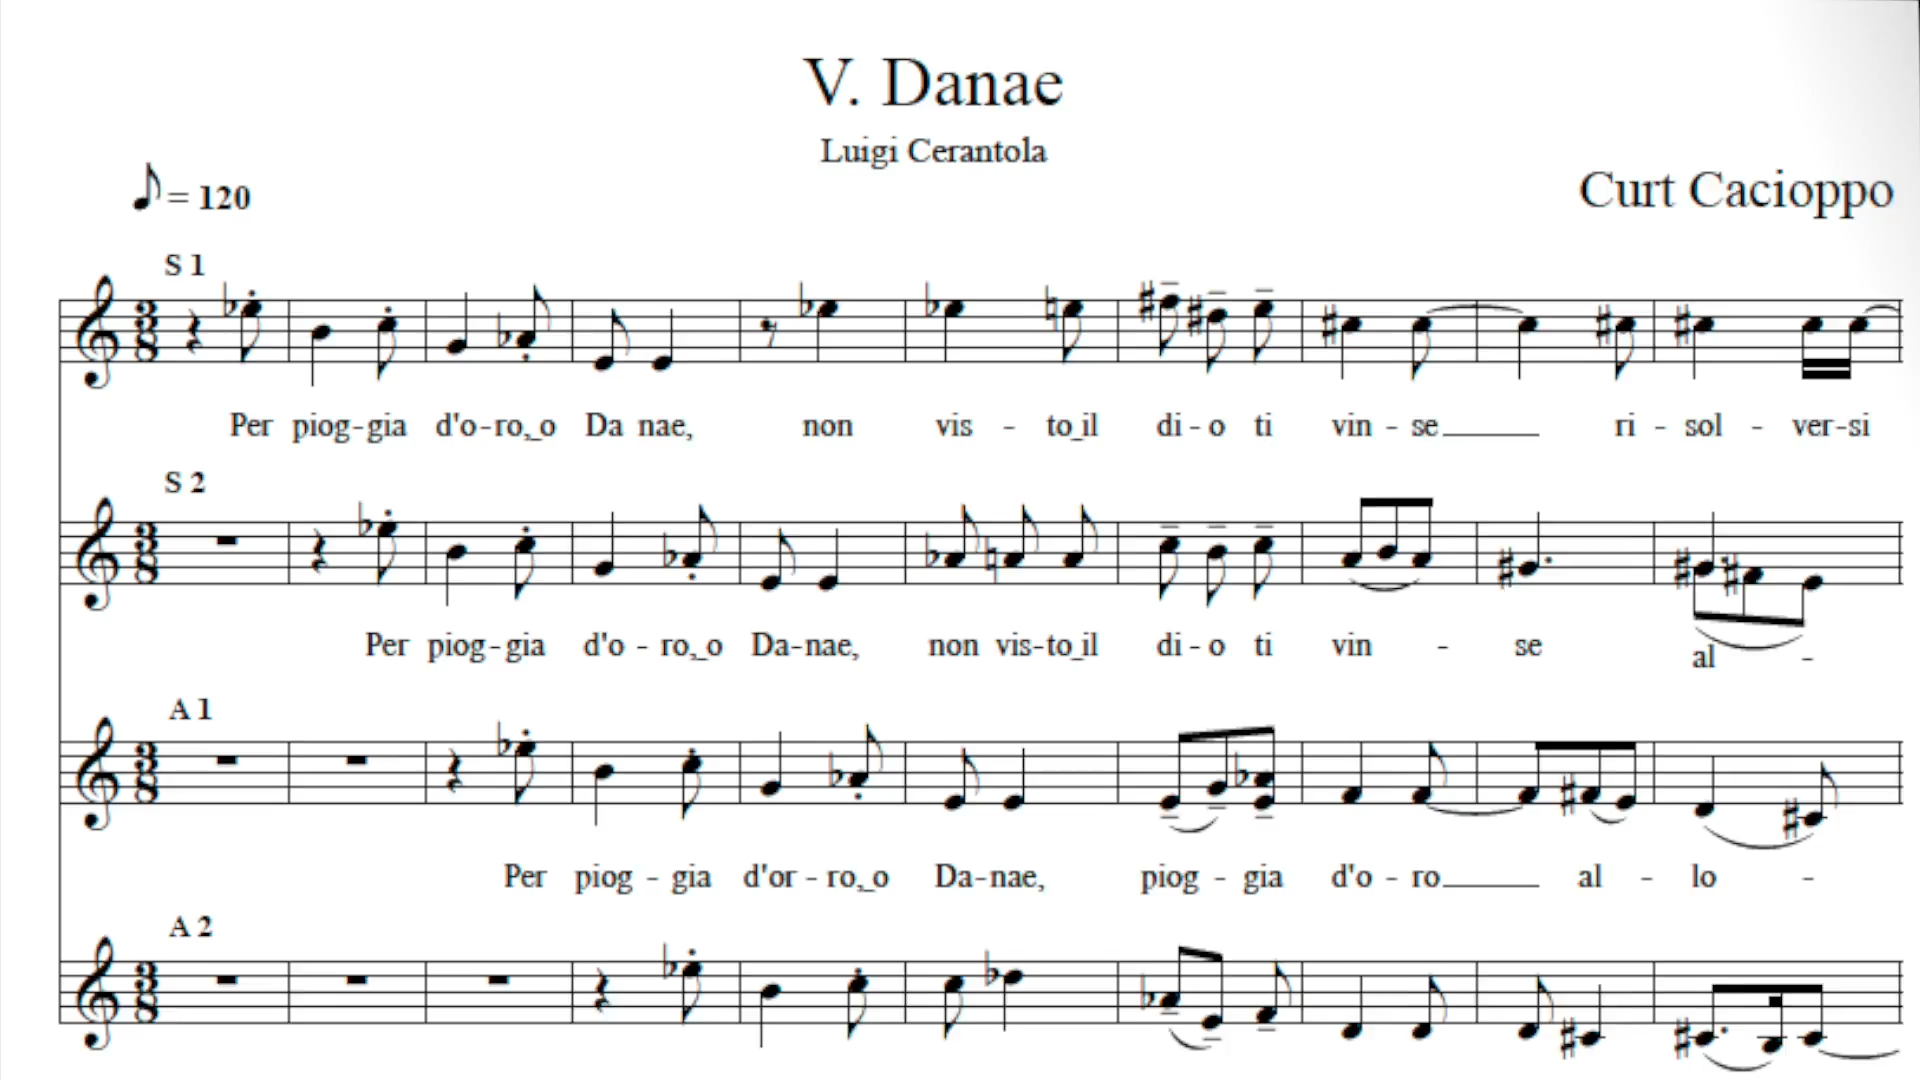 V. Danae
Luigi Cerantola
♪ = 120
Curt Cacioppo
S 1
Per piog-gia d'o-ro,_o Da nae, non vis - to_il di-o ti vin - se____ ri - sol - ver-si
S 2
Per piog-gia d'o - ro,_o Da-nae, non vis-to_il di-o ti vin - se al -
A 1
Per piog - gia d'or - ro,_o Da-nae, piog - gia d'o - ro____ al - lo -
A 2